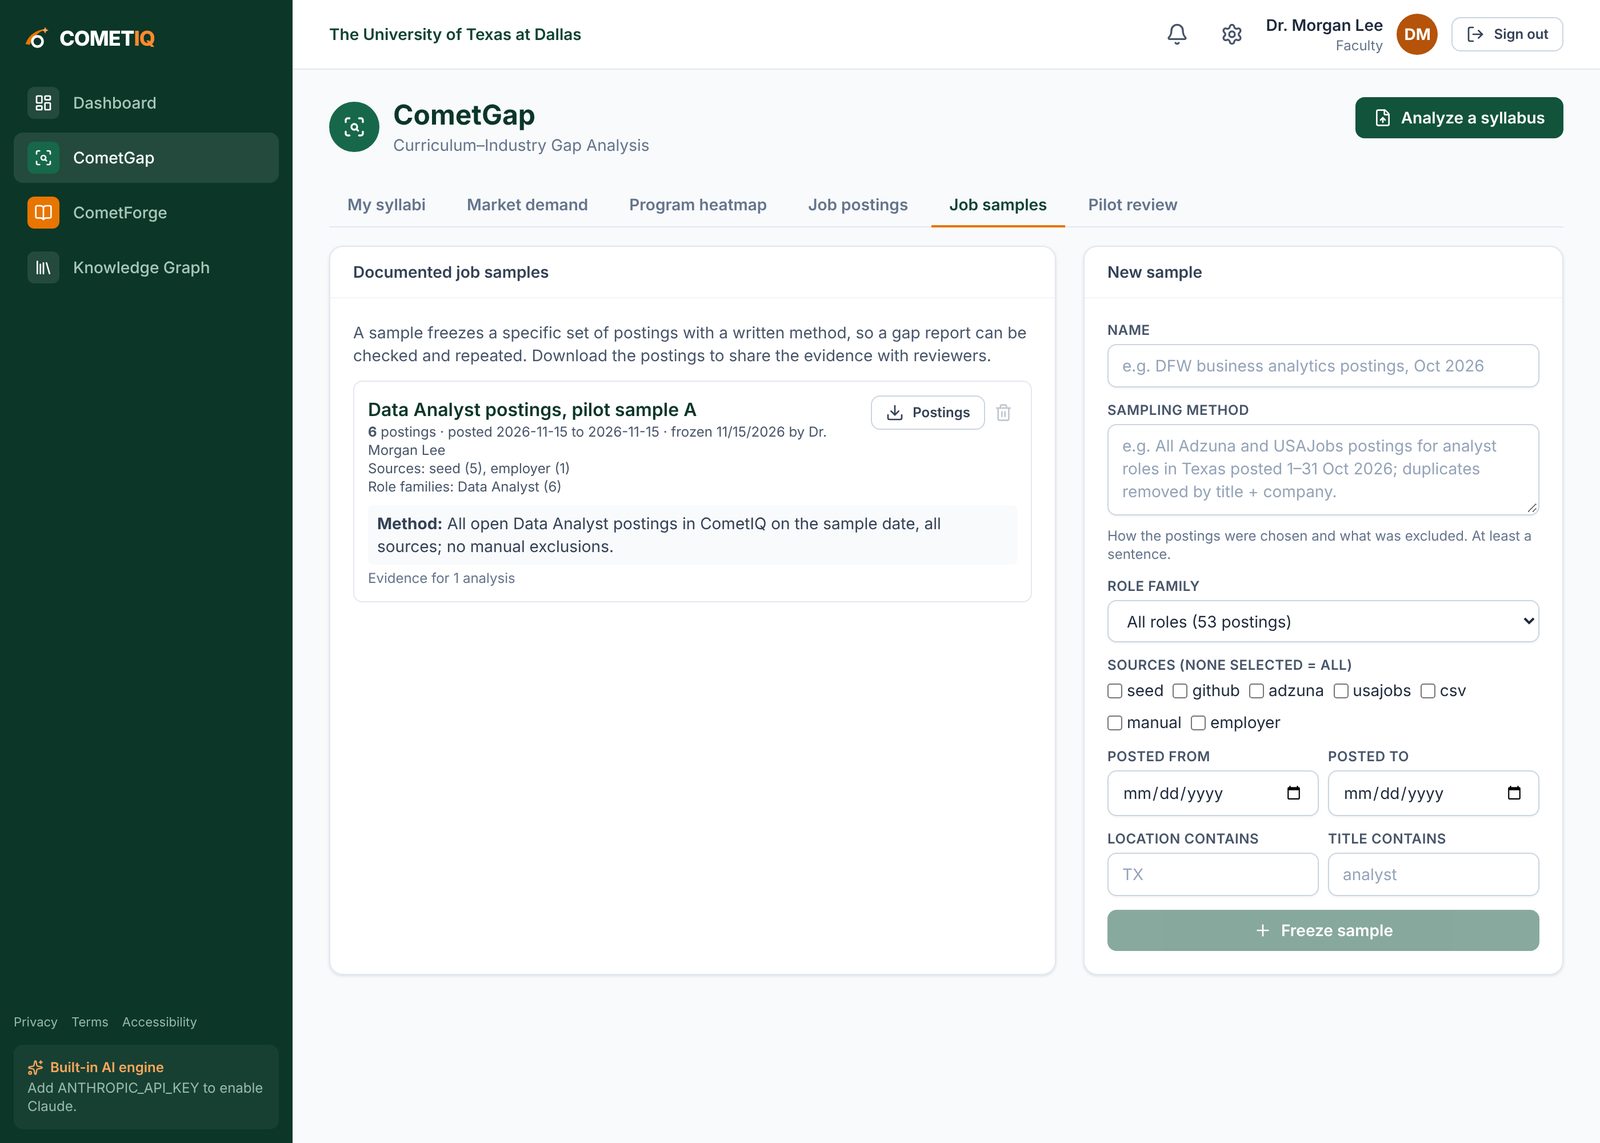 COMETIQ
The University of Texas at Dallas
Dr. Morgan Lee
Faculty
DM
Sign out
Dashboard
CometGap
CometForge
Knowledge Graph
CometGap
Curriculum–Industry Gap Analysis
Analyze a syllabus
My syllabi
Market demand
Program heatmap
Job postings
Job samples
Pilot review
Documented job samples
A sample freezes a specific set of postings with a written method, so a gap report can be
checked and repeated. Download the postings to share the evidence with reviewers.
Data Analyst postings, pilot sample A
Postings
6 postings · posted 2026-11-15 to 2026-11-15 · frozen 11/15/2026 by Dr.
Morgan Lee
Sources: seed (5), employer (1)
Role families: Data Analyst (6)
Method: All open Data Analyst postings in CometIQ on the sample date, all
sources; no manual exclusions.
Evidence for 1 analysis
New sample
NAME
e.g. DFW business analytics postings, Oct 2026
SAMPLING METHOD
e.g. All Adzuna and USAJobs postings for analyst
roles in Texas posted 1–31 Oct 2026; duplicates
removed by title + company.
How the postings were chosen and what was excluded. At least a
sentence.
ROLE FAMILY
All roles (53 postings)
SOURCES (NONE SELECTED = ALL)
seed github adzuna usajobs csv
manual employer
POSTED FROM POSTED TO
mm/dd/yyyy mm/dd/yyyy
LOCATION CONTAINS TITLE CONTAINS
TX analyst
+ Freeze sample
Privacy Terms Accessibility
Built-in AI engine
Add ANTHROPIC_API_KEY to enable
Claude.